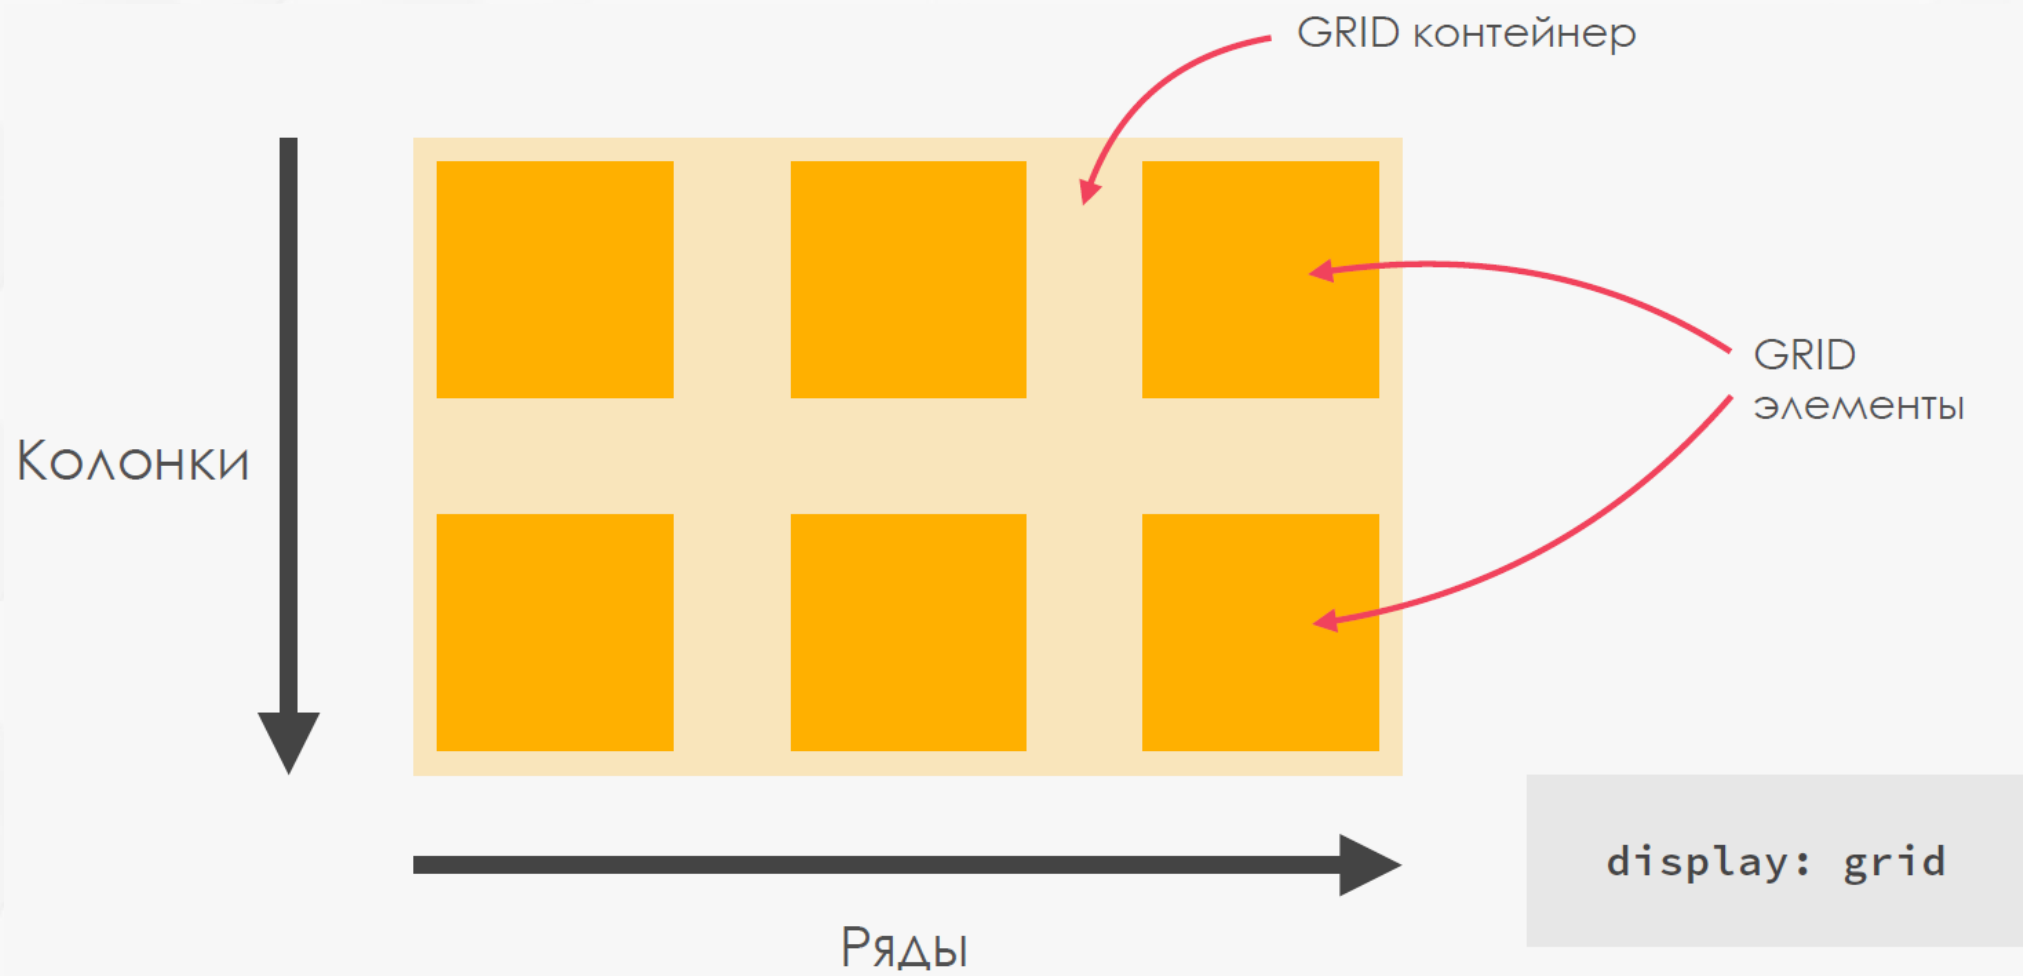 GRID контейнер
GRID
элементы
Колонки
display: grid
Ряды